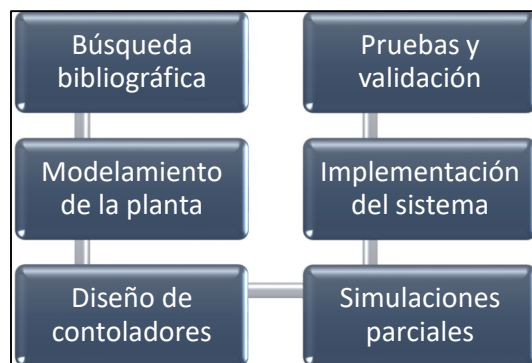 Búsqueda
bibliográfica
Modelamiento
de la planta
Diseño de
contoladores
Simulaciones
parciales
Implementación
del sistema
Pruebas y
validación